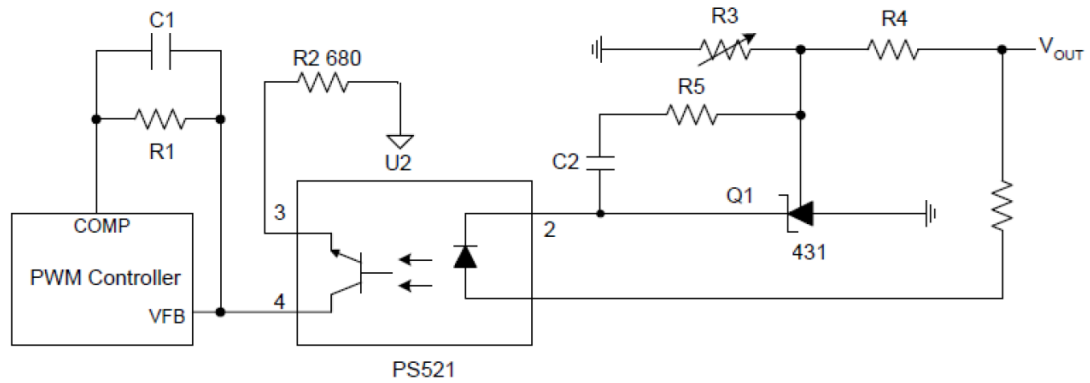 C1
R3
R4
VOUT
R2 680
R5
R1
U2
C2
Q1
3
2
431
COMP
PWM Controller
VFB
4
PS521